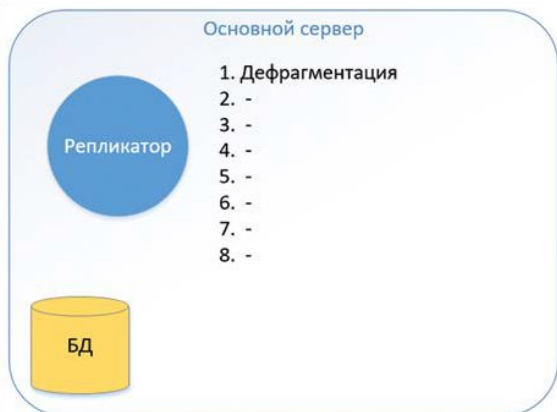 Основной сервер
Репликатор
1. Дефрагментация
2. -
3. -
4. -
5. -
6. -
7. -
8. -
БД